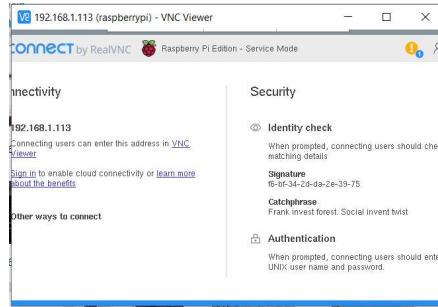 192.168.1.113 (raspberrypi) - VNC Viewer
connect by RealVNC Raspberry Pi Edition - Service Mode
Security
192.168.1.113
Connecting users can enter this address in VNC
Viewer
Sign in to enable cloud connectivity or learn more
about the benefits
Other ways to connect
Identity check
When prompted, connecting users should che
matching details
Signature
f6-bf-34-2d-da-2e-39-75
Catchphrase
Frank invest forest. Social invent twist
Authentication
When prompted, connecting users should ente
UNIX user name and password.